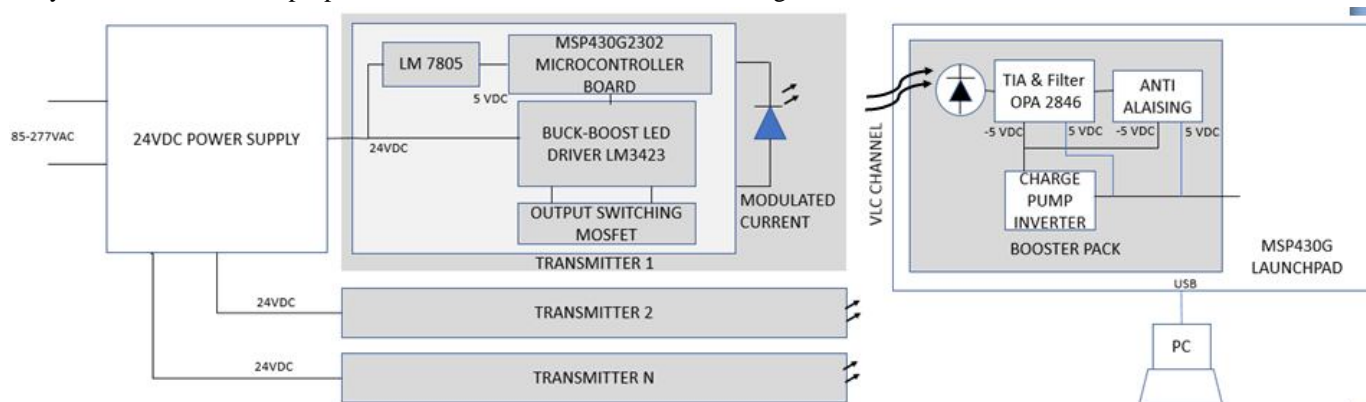 85-277VAC
24VDC POWER SUPPLY
24VDC
LM 7805
5 VDC
MSP430G2302
MICROCONTROLLER
BOARD
BUCK-BOOST LED
DRIVER LM3423
OUTPUT SWITCHING
MOSFET
MODULATED
CURRENT
TRANSMITTER 1
24VDC
TRANSMITTER 2
24VDC
TRANSMITTER N
VLC CHANNEL
TIA & Filter
OPA 2846
ANTI
ALAISING
-5 VDC
5 VDC
-5 VDC
5 VDC
CHARGE
PUMP
INVERTER
BOOSTER PACK
MSP430G
LAUNCHPAD
USB
PC